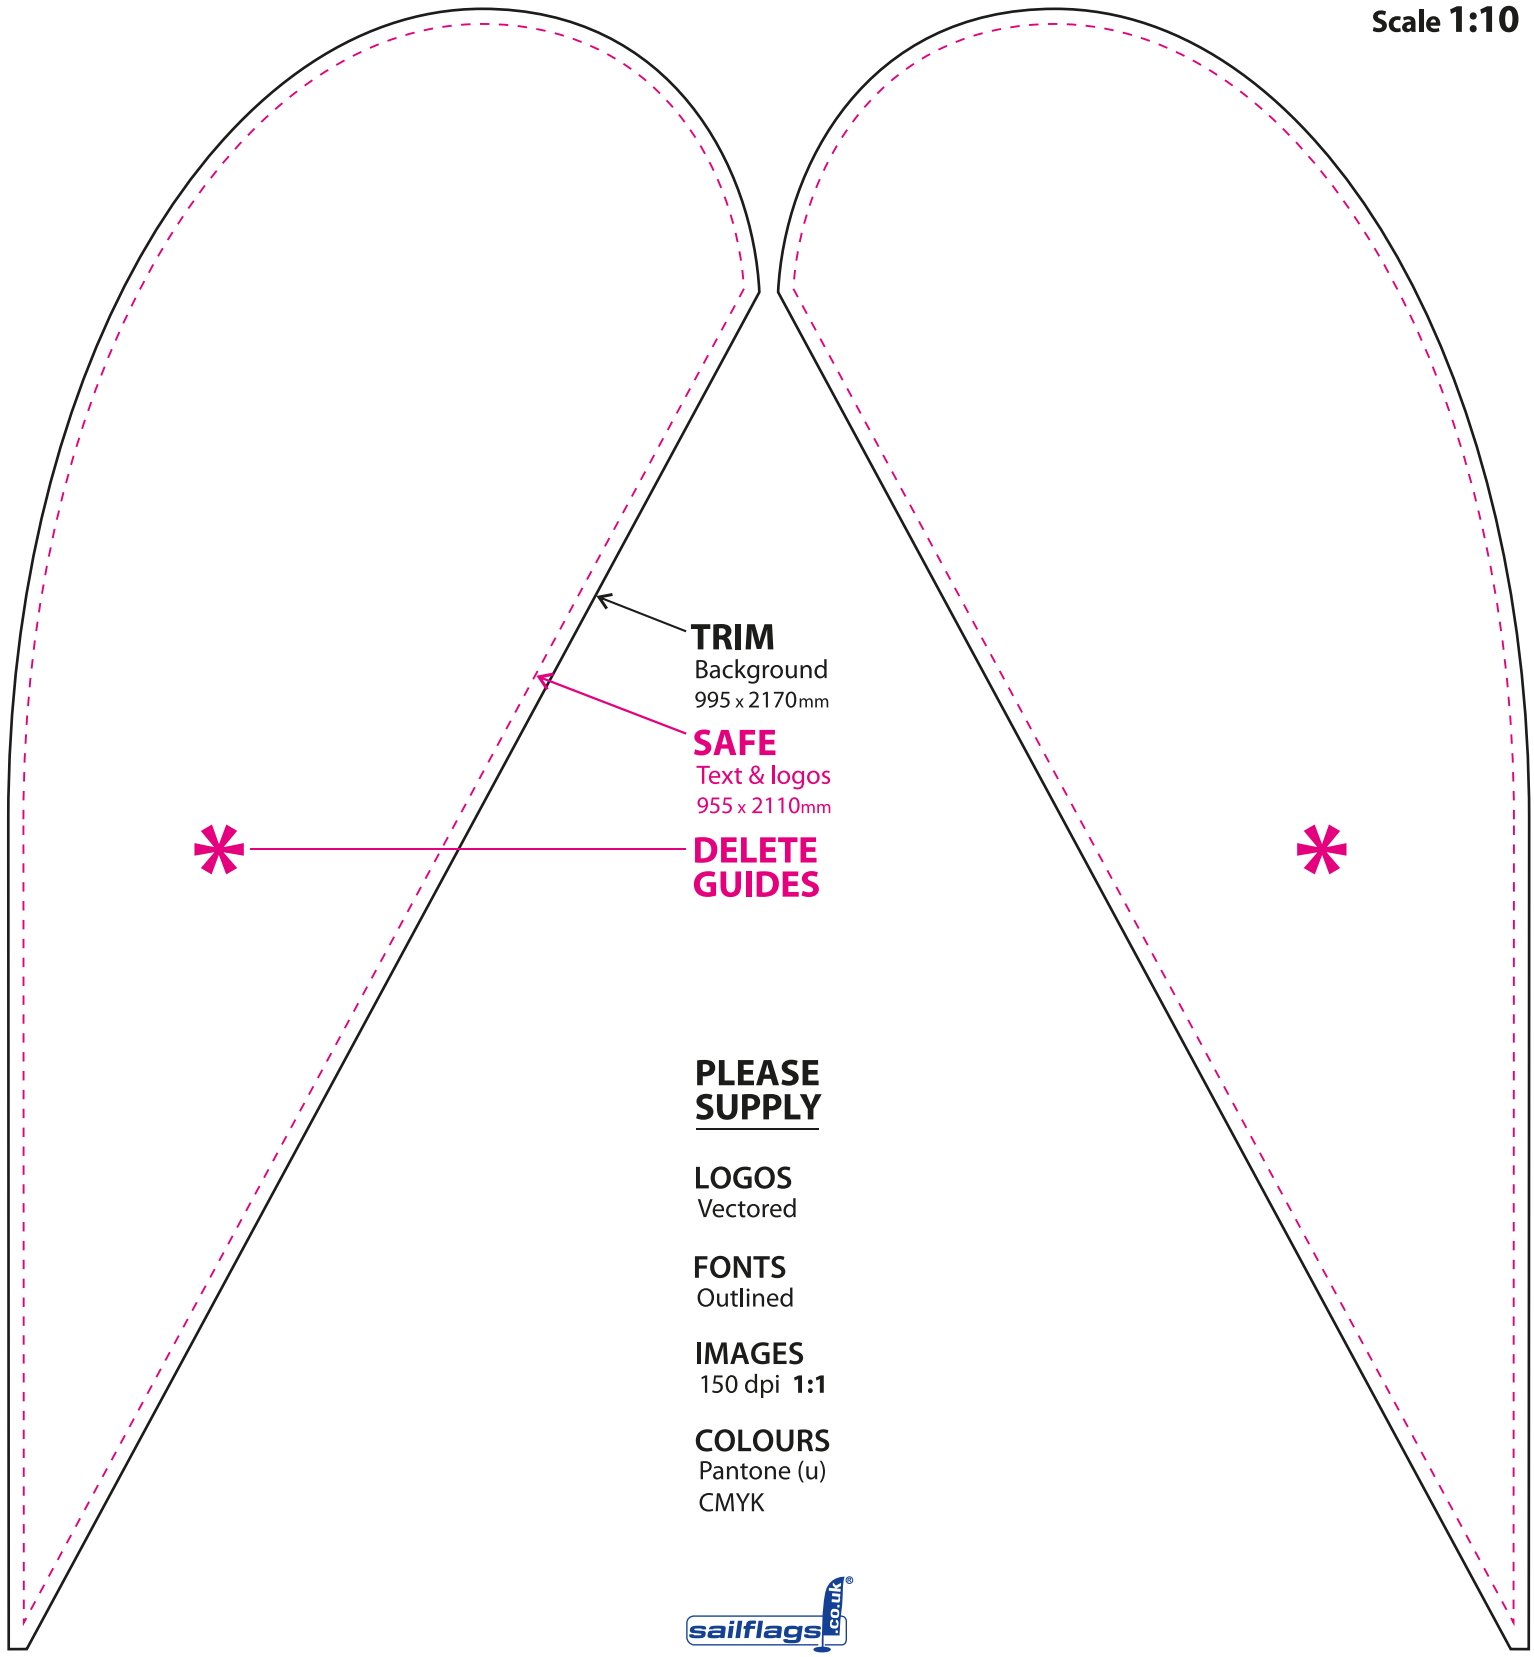 Scale 1:10
TRIM
Background
995 x 2170mm
SAFE
Text & logos
955 x 2110mm
* DELETE
GUIDES
*
PLEASE
SUPPLY
LOGOS
Vectored
FONTS
Outlined
IMAGES
150 dpi 1:1
COLOURS
Pantone (u)
CMYK
sailflags.co.uk®